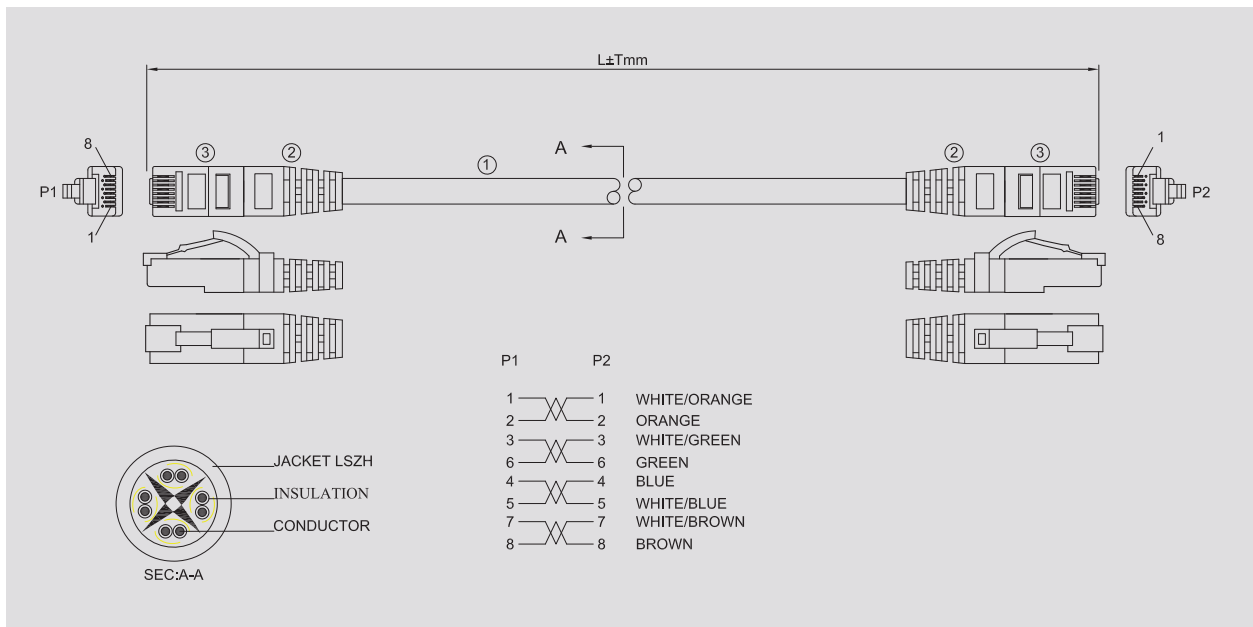 L±Tmm
8
1
P1
3
2
1
A
A
2
3
1
8
P2
P1 P2
1 1 WHITE/ORANGE
2 2 ORANGE
3 3 WHITE/GREEN
6 6 GREEN
4 4 BLUE
5 5 WHITE/BLUE
7 7 WHITE/BROWN
8 8 BROWN
JACKET LSZH
INSULATION
CONDUCTOR
SEC:A-A